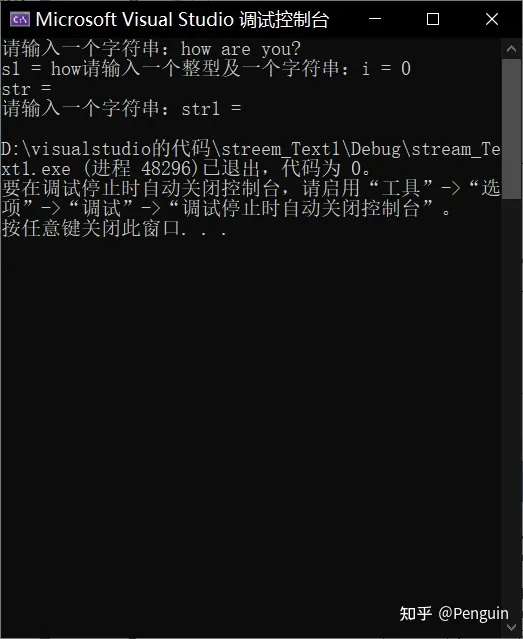 Microsoft Visual Studio 调试控制台
请输入一个字符串：how are you?
s1 = how请输入一个整型及一个字符串：i = 0
str =
请输入一个字符串：str1 =
D:\visualstudio的代码\streem_Text1\Debug\stream_Te
xt1.exe (进程 48296)已退出，代码为 0。
要在调试停止时自动关闭控制台，请启用“工具”->“选
项”->“调试”->“调试停止时自动关闭控制台”。
按任意键关闭此窗口. . .
知乎 @Penguin